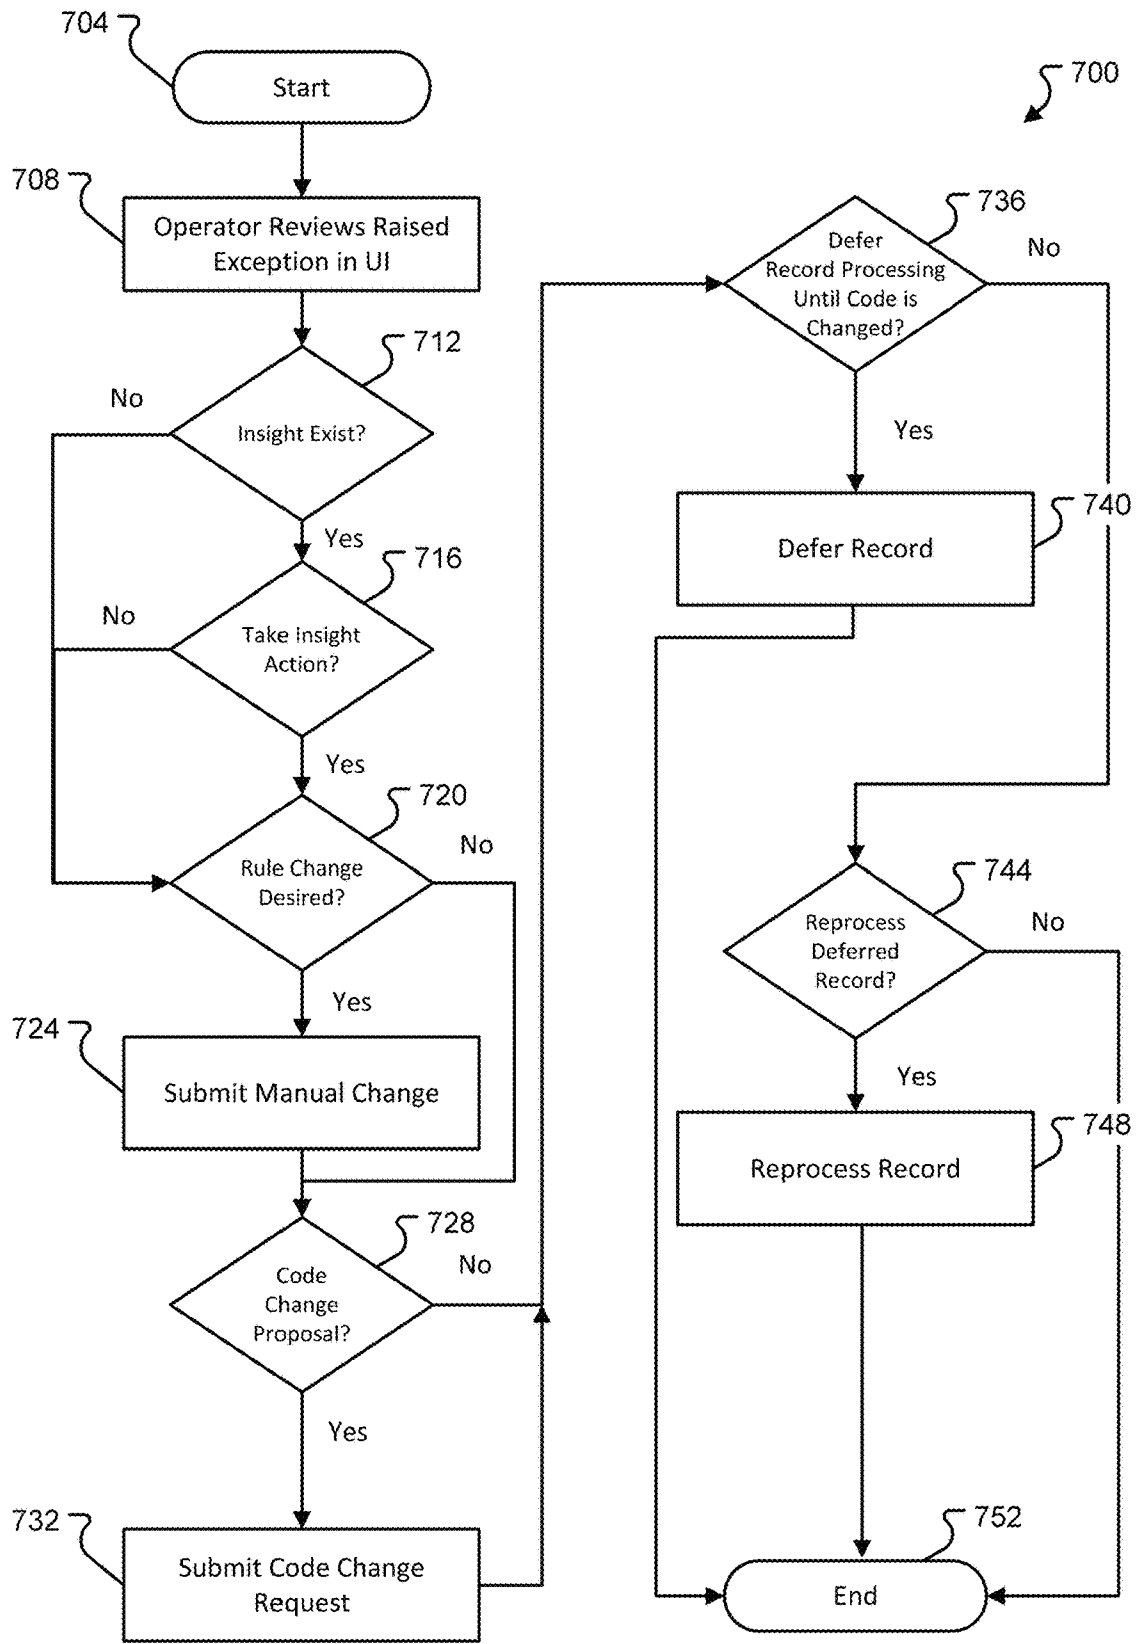 704
Start
700
708
Operator Reviews Raised
Exception in UI
712
No
Insight Exist?
Yes
716
No
Take Insight
Action?
Yes
720
No
Rule Change
Desired?
Yes
724
Submit Manual Change
728
No
Code
Change
Proposal?
Yes
732
Submit Code Change
Request
736
No
Defer
Record Processing
Until Code is
Changed?
Yes
740
Defer Record
744
No
Reprocess
Deferred
Record?
Yes
748
Reprocess Record
752
End